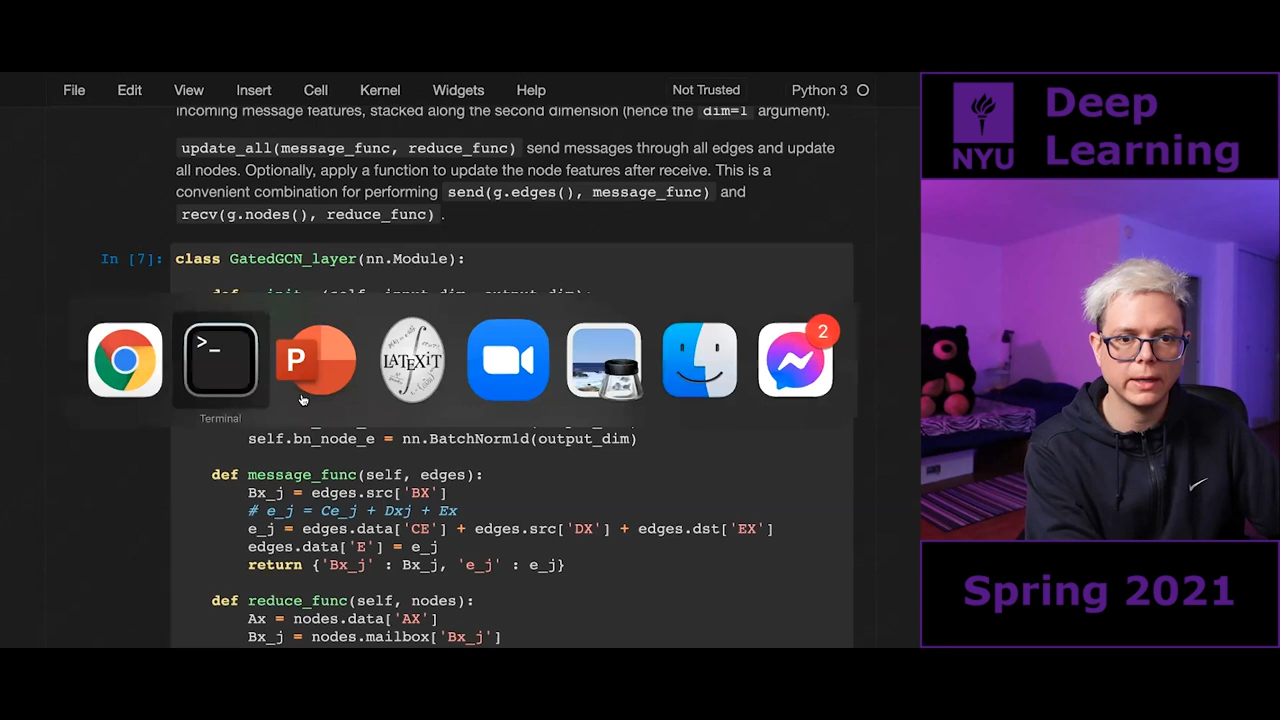 File Edit View Insert Cell Kernel Widgets Help Not Trusted Python 3
incoming message features, stacked along the second dimension (hence the dim=1 argument).
update_all(message_func, reduce_func) send messages through all edges and update
all nodes. Optionally, apply a function to update the node features after receive. This is a
convenient combination for performing send(g.edges(), message_func) and
recv(g.nodes(), reduce_func).
In [7]: class GatedGCN_layer(nn.Module):
def __init__(self, input_dim, output_dim):
>_
P
LATEXiT
2
Terminal
self.bn_node_e = nn.BatchNorm1d(output_dim)
def message_func(self, edges):
Bx_j = edges.src['BX']
# e_j = Ce_j + Dxj + Ex
e_j = edges.data['CE'] + edges.src['DX'] + edges.dst['EX']
edges.data['E'] = e_j
return {'Bx_j' : Bx_j, 'e_j' : e_j}
def reduce_func(self, nodes):
Ax = nodes.data['AX']
Bx_j = nodes.mailbox['Bx_j']
NYU
Deep
Learning
Spring 2021